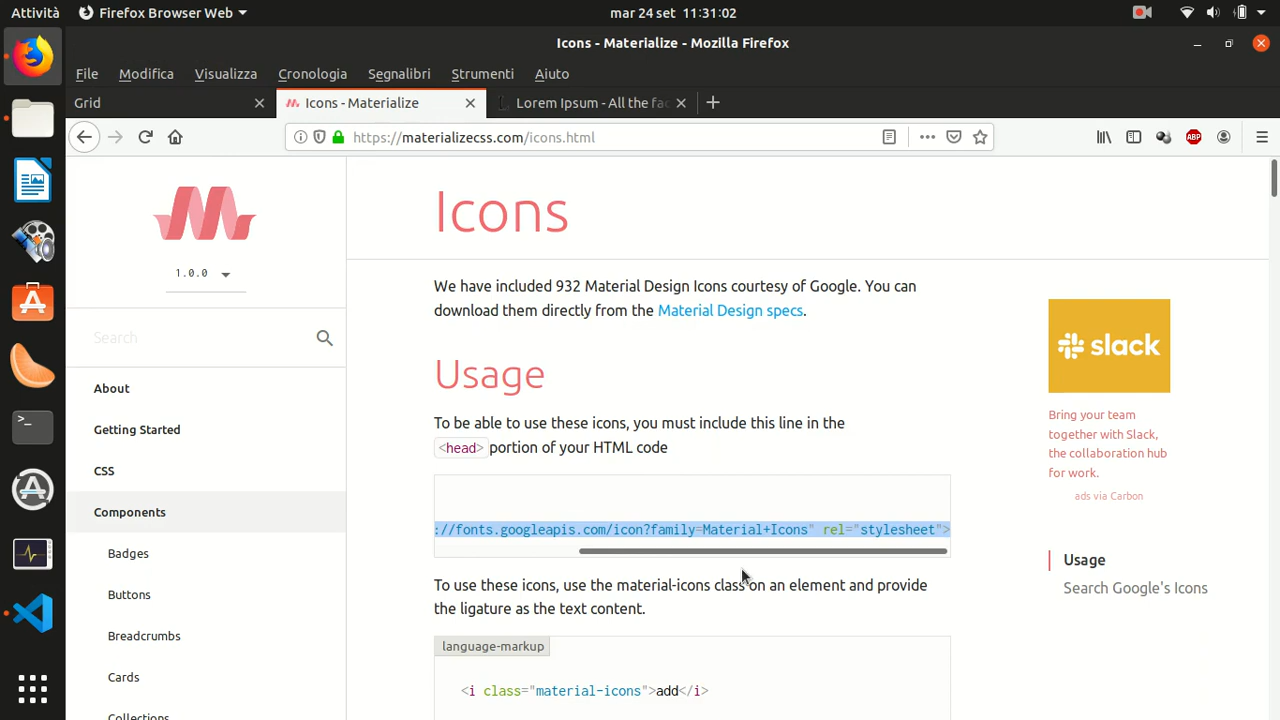 Attività
Firefox Browser Web
mar 24 set 11:31:02
Icons - Materialize - Mozilla Firefox
File Modifica Visualizza Cronologia Segnalibri Strumenti Aiuto
Grid
Icons - Materialize
Lorem Ipsum - All the fac
https://materializecss.com/icons.html
ABP
1.0.0
Search
About
Getting Started
CSS
Components
Badges
Buttons
Breadcrumbs
Cards
Collections
Icons
We have included 932 Material Design Icons courtesy of Google. You can
download them directly from the Material Design specs.
Usage
To be able to use these icons, you must include this line in the
<head> portion of your HTML code
://fonts.googleapis.com/icon?family=Material+Icons" rel="stylesheet">
To use these icons, use the material-icons class on an element and provide
the ligature as the text content.
language-markup
<i class="material-icons">add</i>
slack
Bring your team
together with Slack,
the collaboration hub
for work.
ads via Carbon
Usage
Search Google's Icons